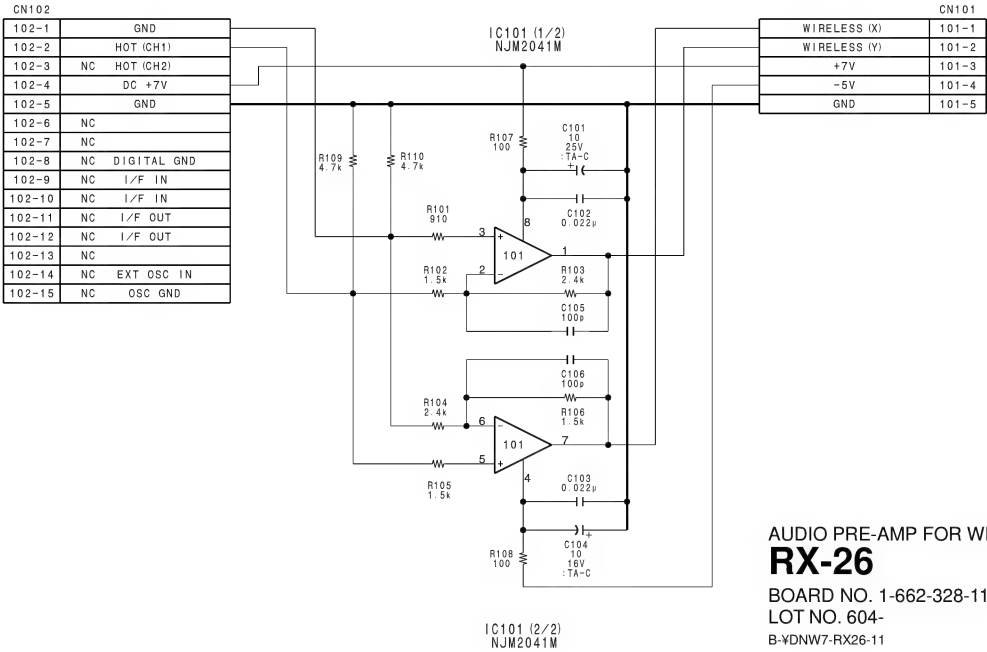 CN102
102-1 GND
102-2 HOT (CH1)
102-3 NC HOT (CH2)
102-4 DC +7V
102-5 GND
102-6 NC
102-7 NC
102-8 NC DIGITAL GND
102-9 NC I/F IN
102-10 NC I/F IN
102-11 NC I/F OUT
102-12 NC I/F OUT
102-13 NC
102-14 NC EXT OSC IN
102-15 NC OSC GND
IC101 (1/2)
NJM2041M
CN101
WIRELESS (X) 101-1
WIRELESS (Y) 101-2
+7V 101-3
-5V 101-4
GND 101-5
R109
4.7k
R110
4.7k
R107
100
C101
10
25V
:TA-C
+
C102
0.022μ
8
R101
910
3
+
101
1
2
−
R102
1.5k
R103
2.4k
C105
100p
C106
100p
R104
2.4k
R106
1.5k
6
−
101
7
5
+
R105
1.5k
4
C103
0.022μ
+
C104
10
16V
:TA-C
R108
100
IC101 (2/2)
NJM2041M
AUDIO PRE-AMP FOR
RX-26
BOARD NO. 1-662-328-11
LOT NO. 604-
B-¥DNW7-RX26-11